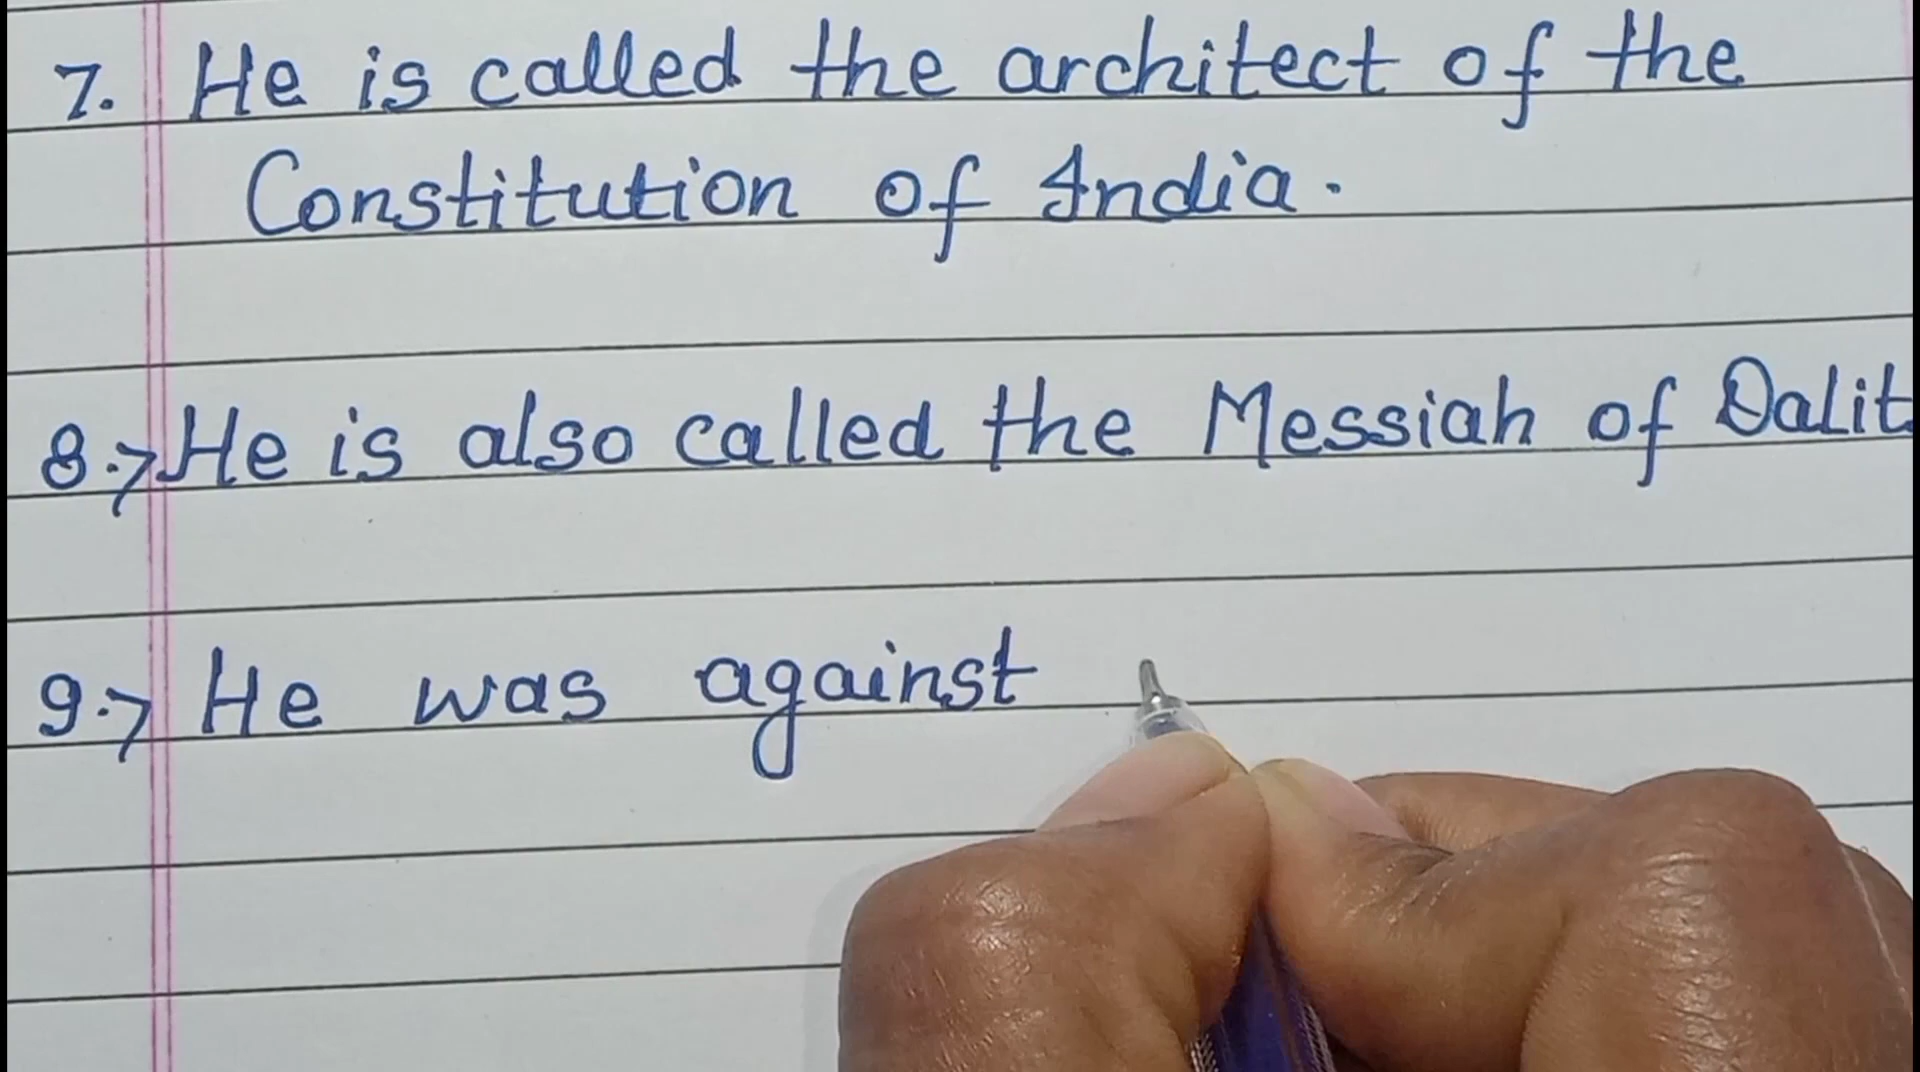 7. He is called the architect of the
Constitution of India.
8.→ He is also called the Messiah of Dalit
9.→ He was against